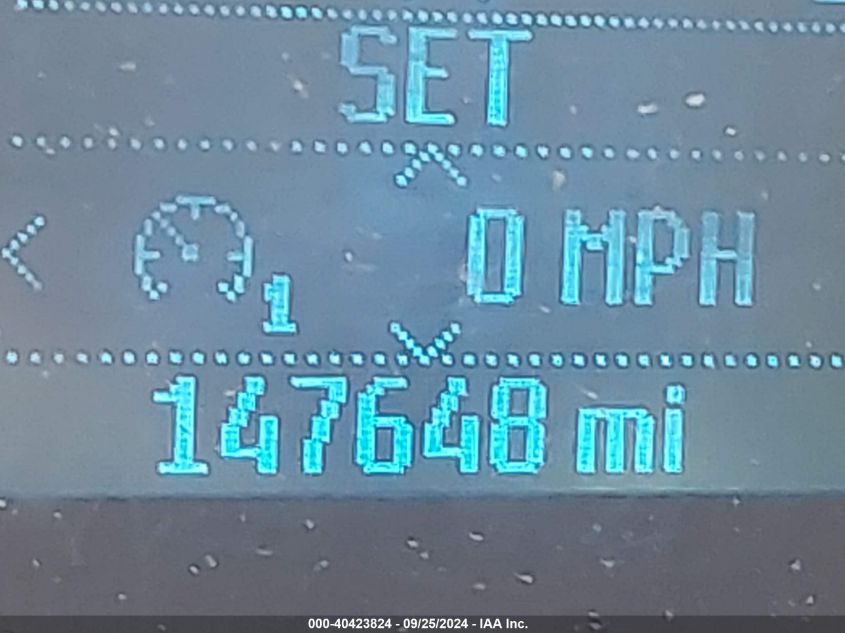 SET
1 0 MPH
147648 mi
000-40423824 - 09/25/2024 - IAA Inc.